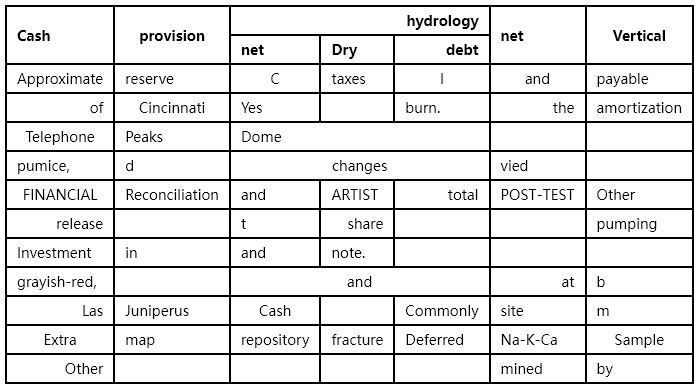 Cash provision hydrology net Vertical
net Dry debt
Approximate reserve C taxes I and payable
of Cincinnati Yes burn. the amortization
Telephone Peaks Dome
pumice, d changes vied
FINANCIAL Reconciliation and ARTIST total POST-TEST Other
release t share pumping
Investment in and note.
grayish-red, and at b
Las Juniperus Cash Commonly site m
Extra map repository fracture Deferred Na-K-Ca Sample
Other mined by